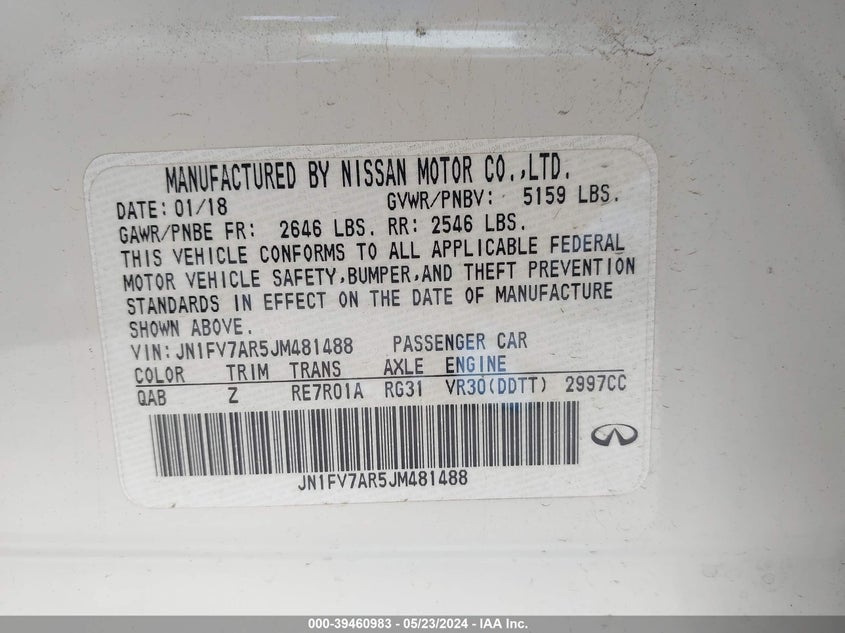 MANUFACTURED BY NISSAN MOTOR CO.,LTD.
DATE: 01/18 GVWR/PNBV: 5159 LBS.
GAWR/PNBE FR: 2646 LBS. RR: 2546 LBS.
THIS VEHICLE CONFORMS TO ALL APPLICABLE FEDERAL
MOTOR VEHICLE SAFETY,BUMPER,AND THEFT PREVENTION
STANDARDS IN EFFECT ON THE DATE OF MANUFACTURE
SHOWN ABOVE.
VIN: JN1FV7AR5JM481488 PASSENGER CAR
COLOR TRIM TRANS AXLE ENGINE
QAB Z RE7R01A RG31 VR30(DDTT) 2997CC
JN1FV7AR5JM481488
000-39460983 - 05/23/2024 - IAA Inc.